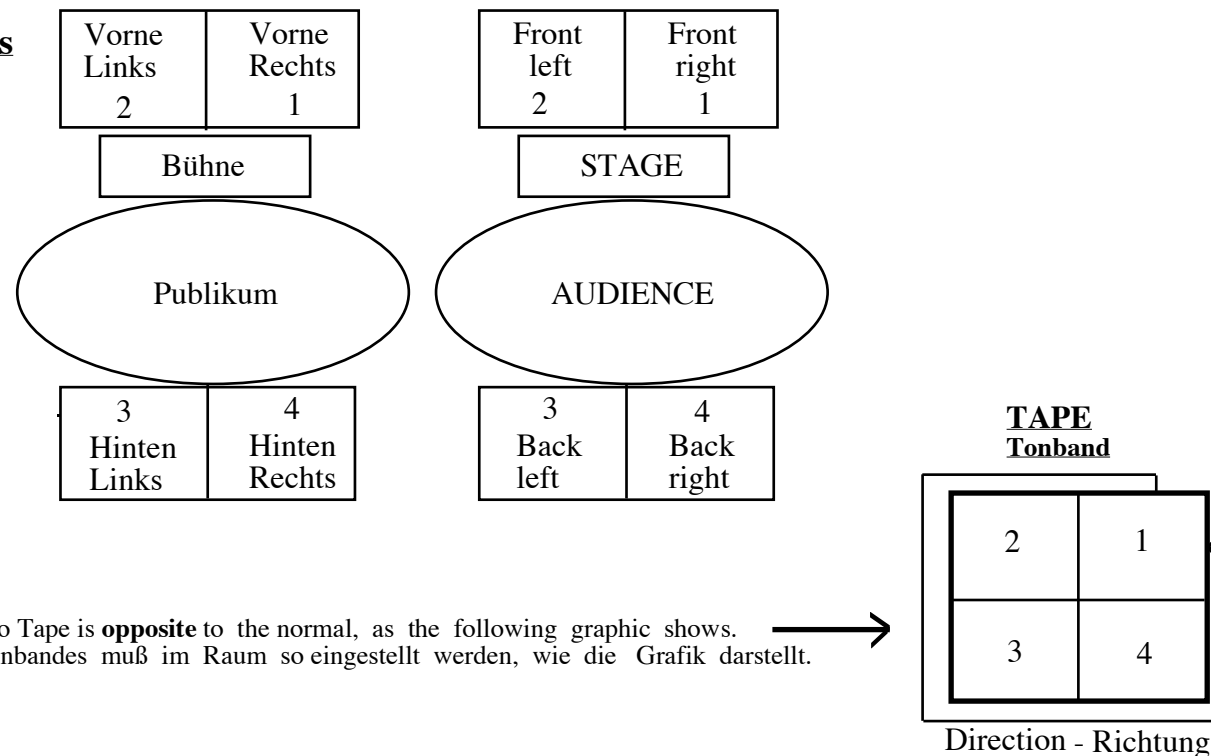 s
Vorne
Links
2
Vorne
Rechts
1
Bühne
Publikum
3
Hinten
Links
4
Hinten
Rechts
Front
left
2
Front
right
1
STAGE
AUDIENCE
3
Back
left
4
Back
right
TAPE
Tonband
2 1
3 4
Direction - Richtung
o Tape is opposite to the normal, as the following graphic shows.
nbandes muß im Raum so eingestellt werden, wie die Grafik darstellt.